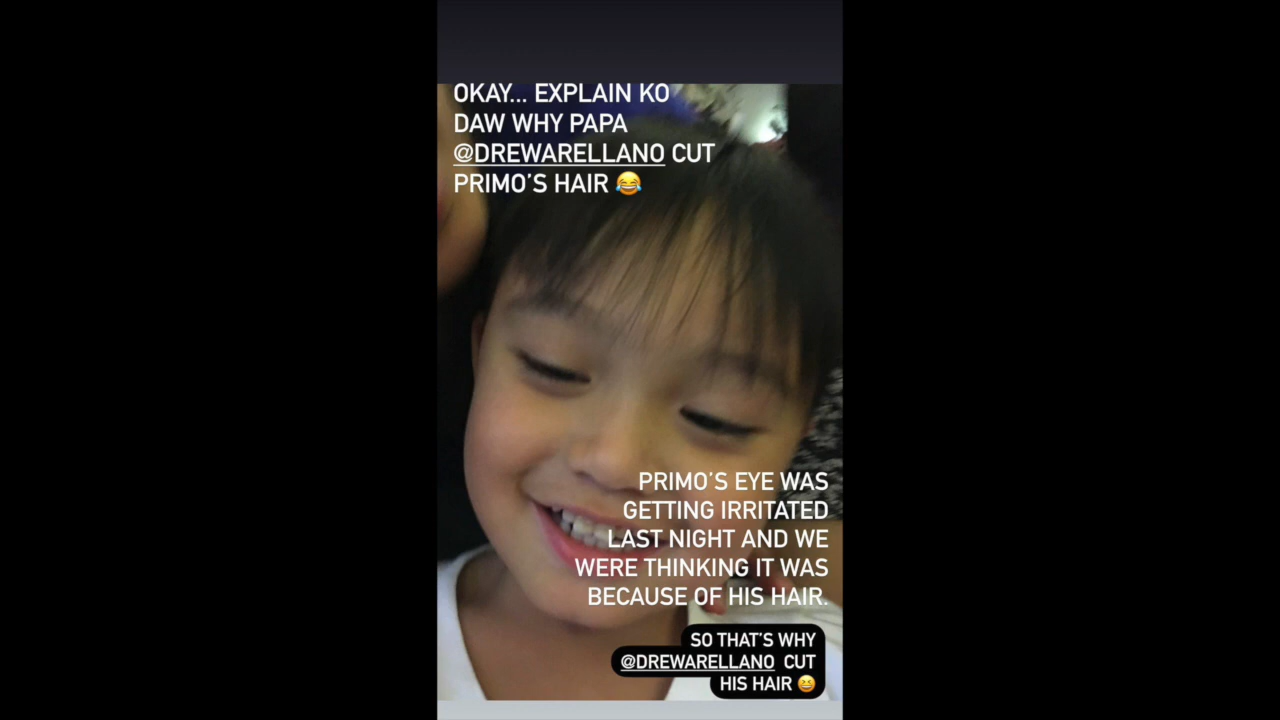 OKAY... EXPLAIN KO
DAW WHY PAPA
@DREWARELLANO CUT
PRIMO'S HAIR 😂
PRIMO'S EYE WAS
GETTING IRRITATED
LAST NIGHT AND WE
WERE THINKING IT WAS
BECAUSE OF HIS HAIR.
SO THAT'S WHY
@DREWARELLANO CUT
HIS HAIR 😆